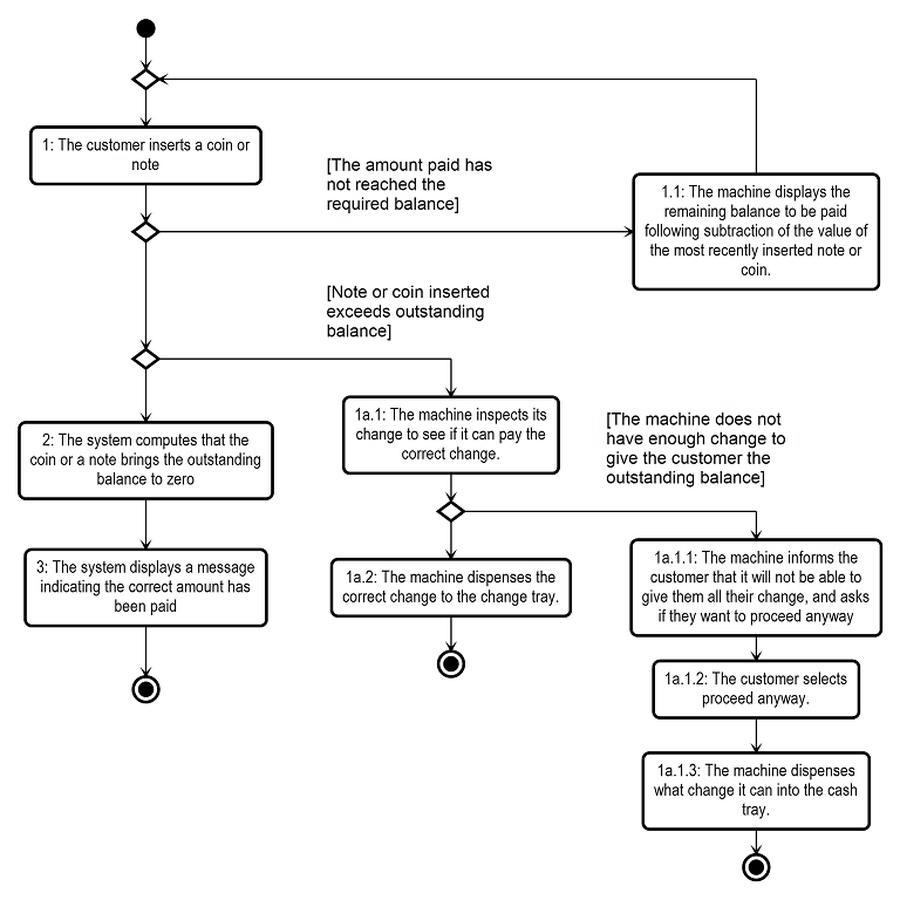 1: The customer inserts a coin or
note
[The amount paid has
not reached the
required balance]
1.1: The machine displays the
remaining balance to be paid
following subtraction of the value of
the most recently inserted note or
coin.
[Note or coin inserted
exceeds outstanding
balance]
2: The system computes that the
coin or a note brings the outstanding
balance to zero
1a.1: The machine inspects its
change to see if it can pay the
correct change.
[The machine does not
have enough change to
give the customer the
outstanding balance]
3: The system displays a message
indicating the correct amount has
been paid
1a.2: The machine dispenses the
correct change to the change tray.
1a.1.1: The machine informs the
customer that it will not be able to
give them all their change, and asks
if they want to proceed anyway
1a.1.2: The customer selects
proceed anyway.
1a.1.3: The machine dispenses
what change it can into the cash
tray.